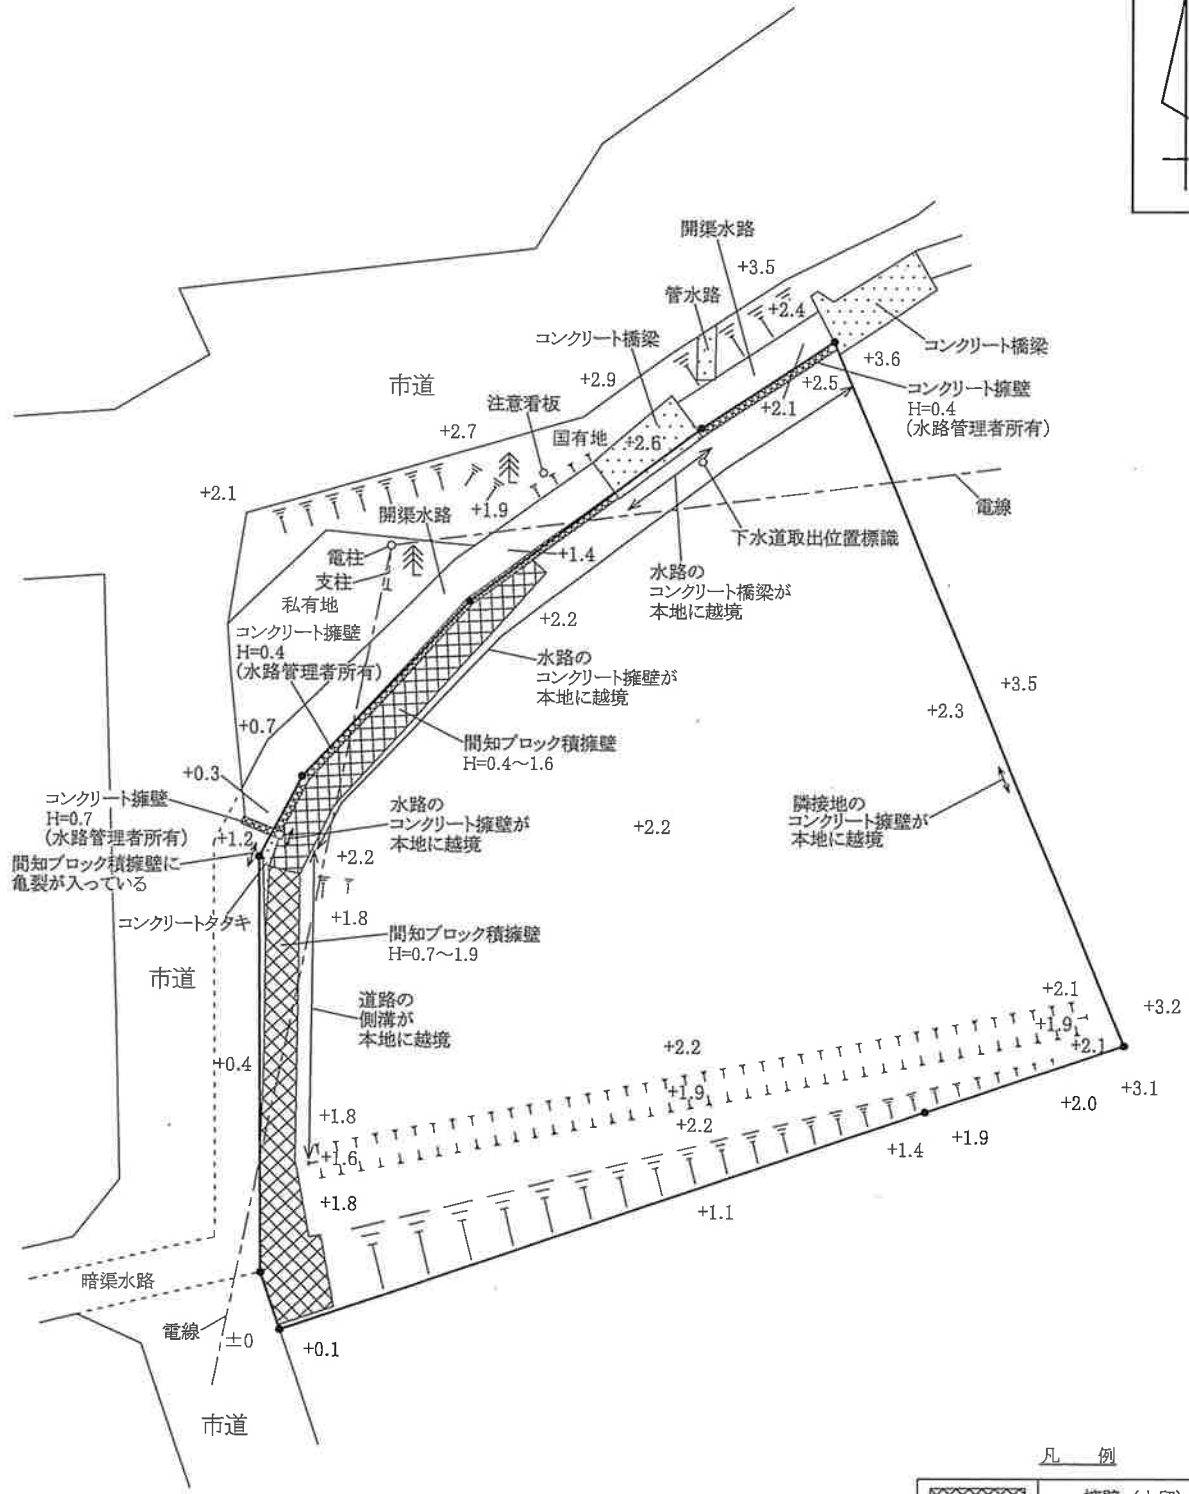 開渠水路
+3.5
管水路
+2.4
コンクリート橋梁
+3.6
コンクリート橋梁
+2.9
市道
+2.5
コンクリート擁壁
H=0.4
(水路管理者所有)
注意看板
+2.1
+2.7
国有地
+2.6
+2.1
+1.9
電線
開渠水路
下水道取出位置標識
電柱
+1.4
支柱
水路の
コンクリート橋梁が
本地に越境
私有地
+2.2
コンクリート擁壁
H=0.4
(水路管理者所有)
水路の
コンクリート擁壁が
本地に越境
+3.5
+2.3
+0.7
間知ブロック積擁壁
H=0.4～1.6
+0.3
コンクリート擁壁
H=0.7
(水路管理者所有)
水路の
コンクリート擁壁が
本地に越境
隣接地の
コンクリート擁壁が
本地に越境
+1.2
+2.2
間知ブロック積擁壁に
亀裂が入っている
+2.2
コンクリートタタキ
+1.8
間知ブロック積擁壁
H=0.7～1.9
市道
道路の
側溝が
本地に越境
+2.1
+3.2
+1.9
+2.2
+2.1
+0.4
+1.9
+3.1
+1.8
+2.2
+2.0
+1.9
+1.6
+1.4
+1.8
+1.1
暗渠水路
電線
±0
+0.1
市道
凡 例